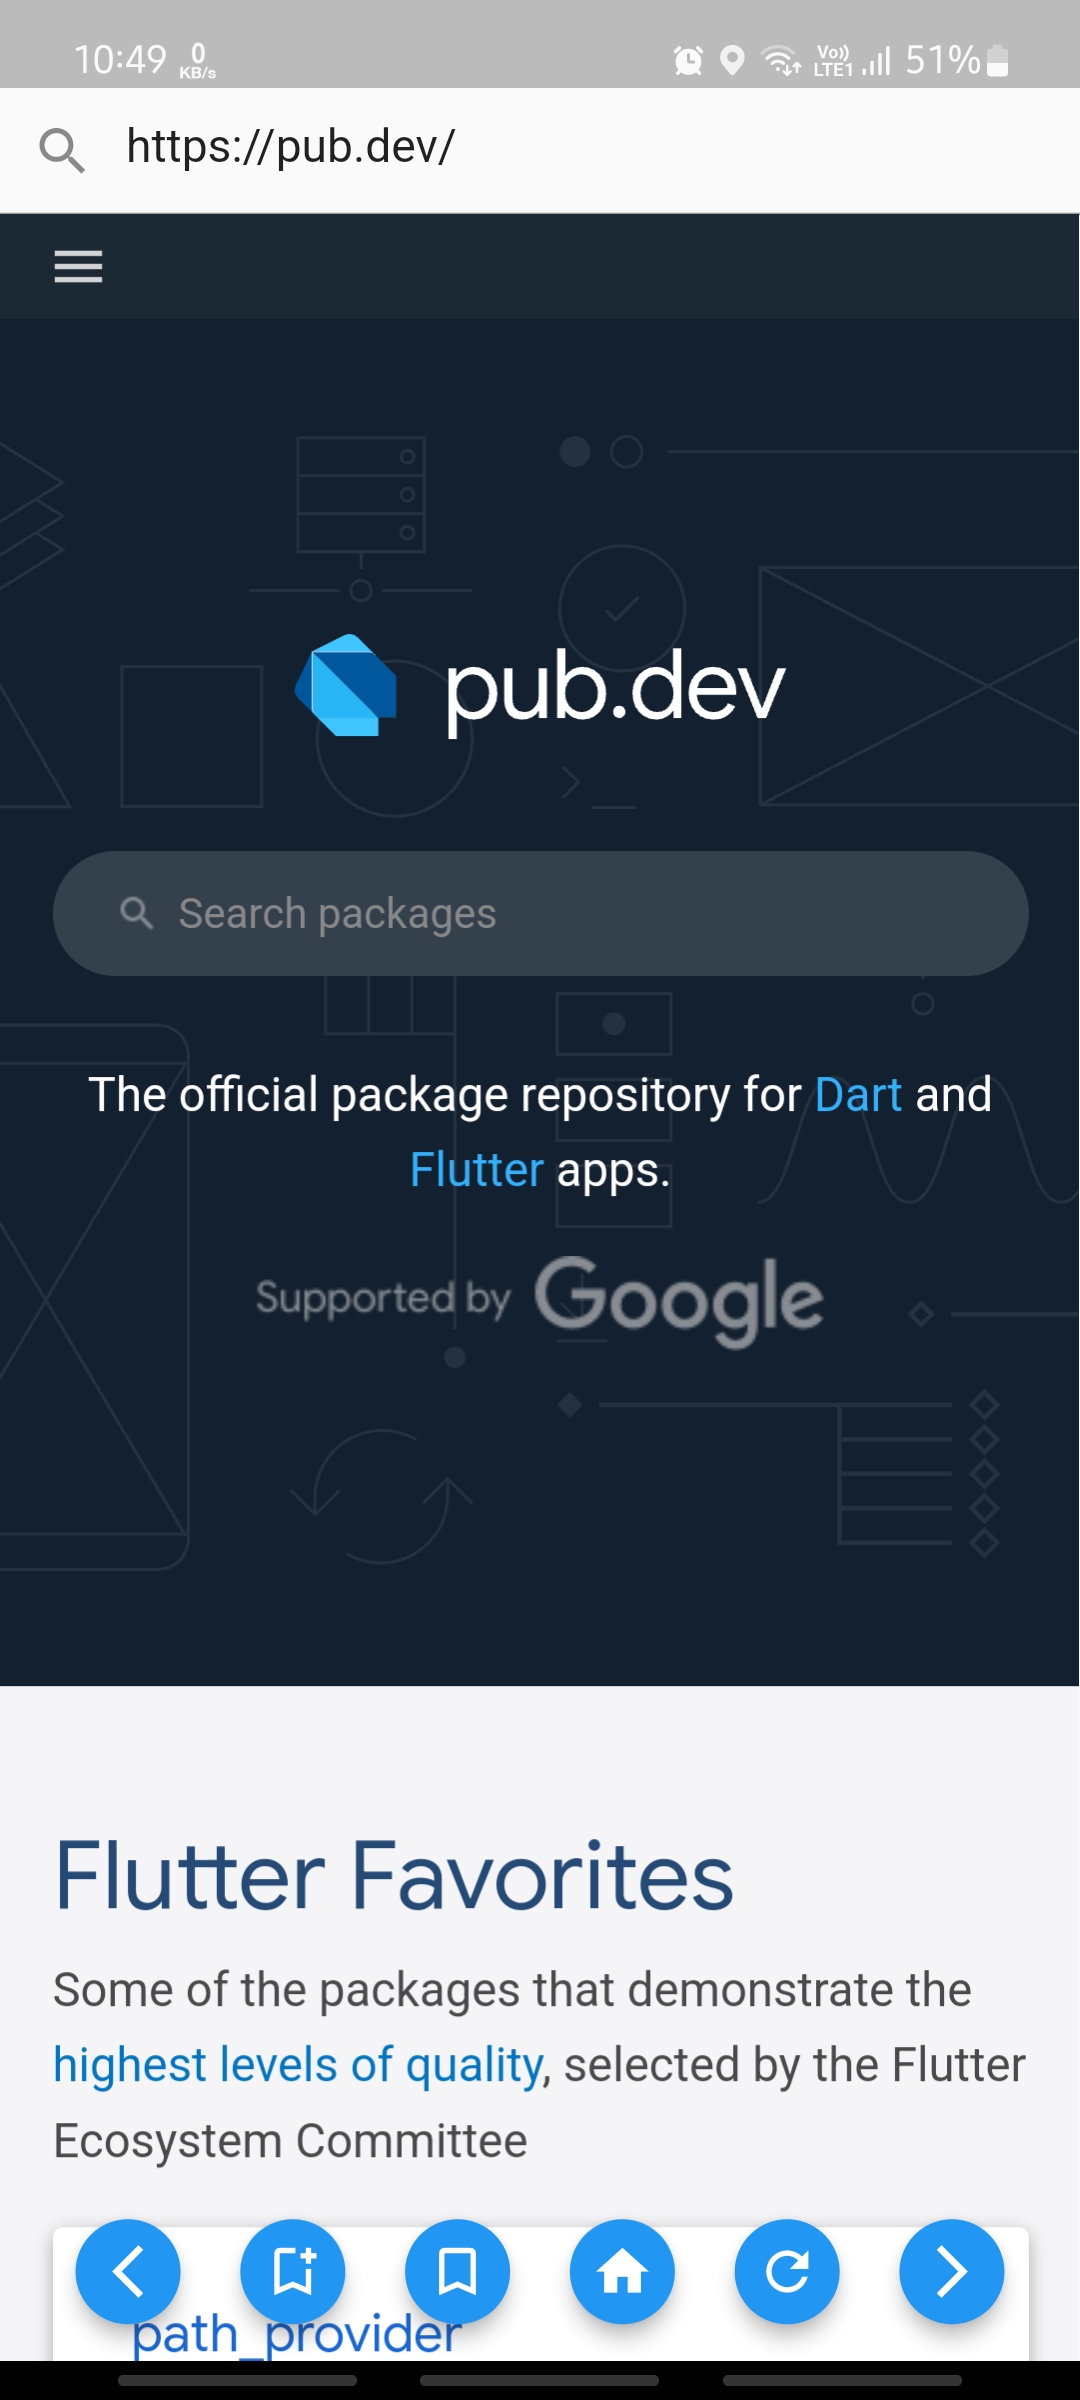 10:49 0 KB/s Vo)) LTE1 51%
https://pub.dev/
pub.dev
Search packages
The official package repository for Dart and
Flutter apps.
Supported by Google
Flutter Favorites
Some of the packages that demonstrate the
highest levels of quality, selected by the Flutter
Ecosystem Committee
path_provider